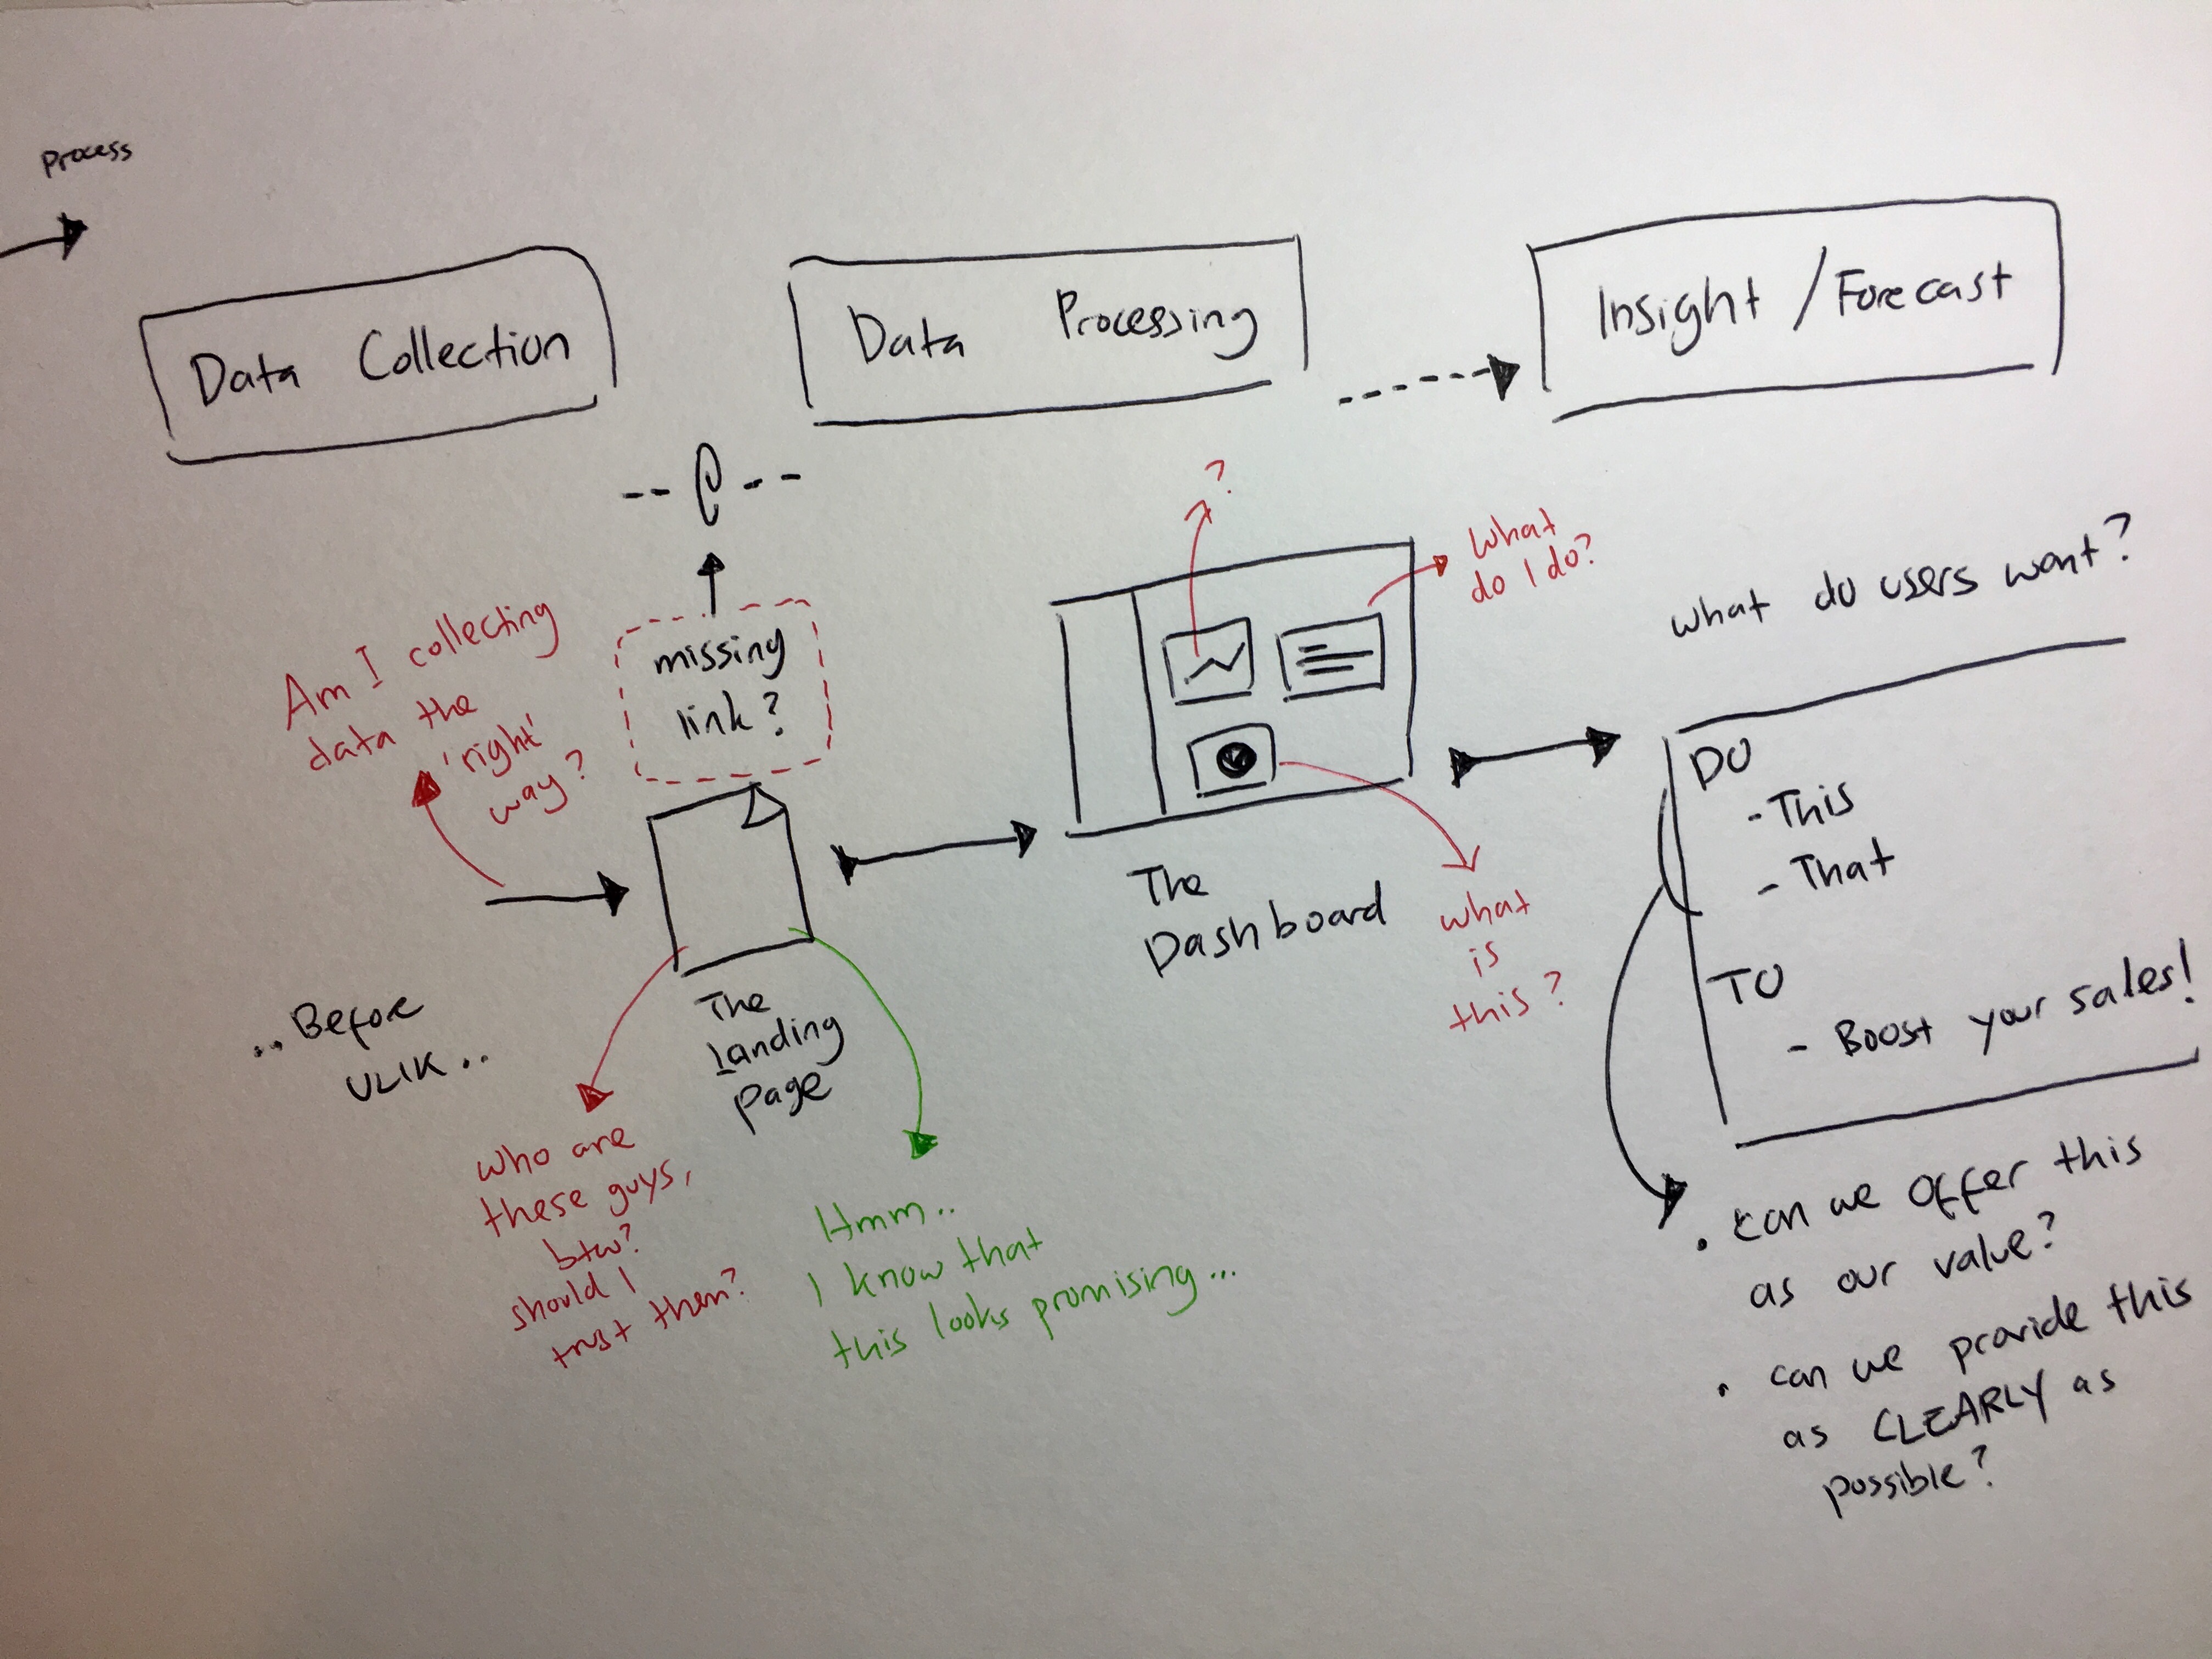 Process
Data Collection
Data Processing
Insight / Forecast
missing
link?
Am I collecting
data the
'right'
way?
?
What
do I do?
what do users want?
DO
- This
- That
TO
- Boost your sales!
The
Dashboard
what
is
this?
.. Before
ULIK ..
The
Landing
page
who are
these guys,
btw?
should I
trust them?
Hmm..
I know that
this looks promising...
• can we offer this
as our value?
• can we provide this
as CLEARLY as
possible?